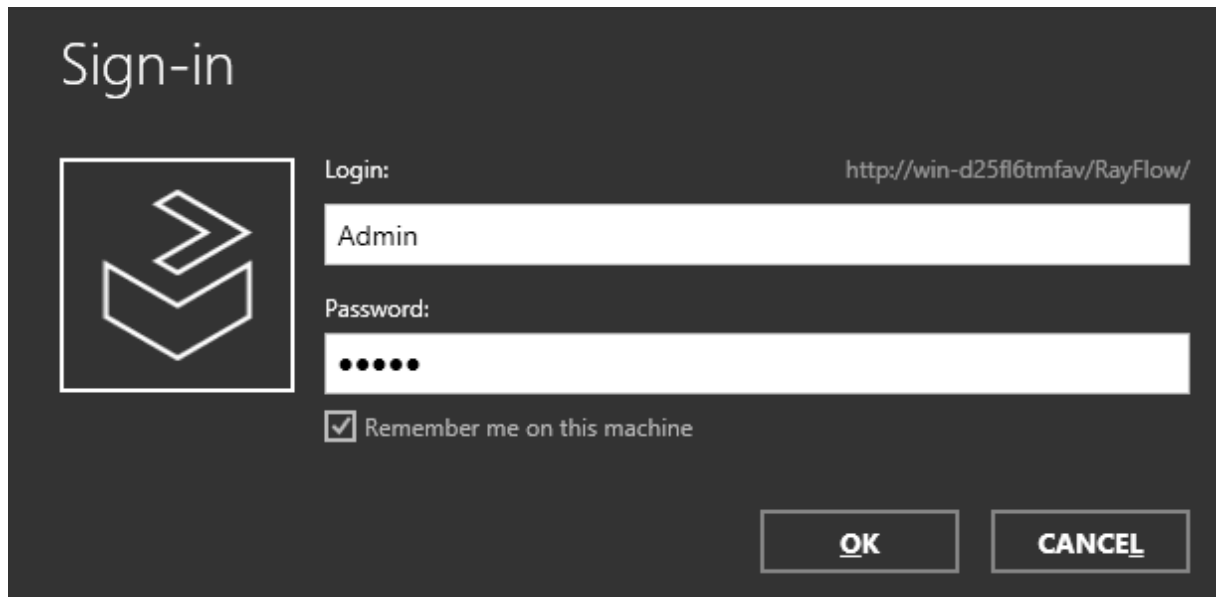 Sign-in
Login:
http://win-d25fl6tmfav/RayFlow/
Admin
Password:
•••••
Remember me on this machine
OK
CANCEL